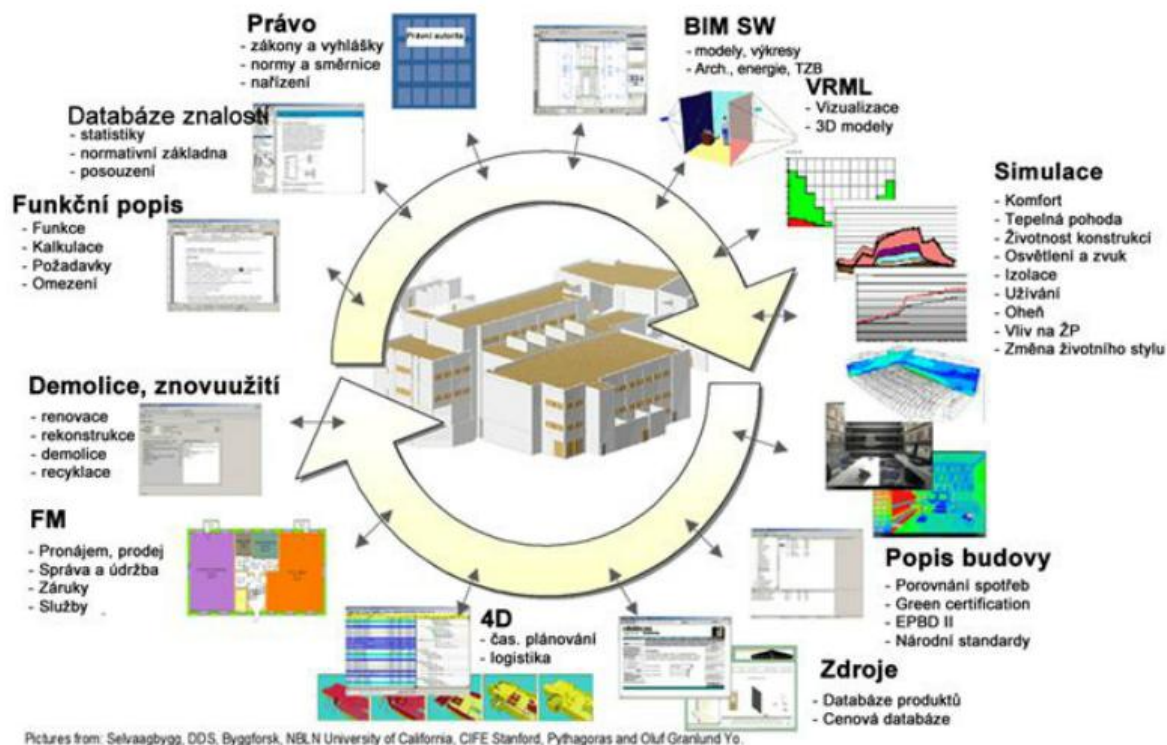 Právo
- zákony a vyhlášky
- normy a směrnice
- nařízení
Právní autorita
BIM SW
- modely, výkresy
- Arch., energie, TZB
VRML
- Vizualizace
- 3D modely
Databáze znalostí
- statistiky
- normativní základna
- posouzení
Simulace
- Komfort
- Tepelná pohoda
- Životnost konstrukcí
- Osvětlení a zvuk
- Izolace
- Užívání
- Oheň
- Vliv na ŽP
- Změna životního stylu
Funkční popis
- Funkce
- Kalkulace
- Požadavky
- Omezení
Demolice, znovuužití
- renovace
- rekonstrukce
- demolice
- recyklace
FM
- Pronájem, prodej
- Správa a údržba
- Záruky
- Služby
Popis budovy
- Porovnání spotřeb
- Green certification
- EPBD II
- Národní standardy
4D
- čas. plánování
- logistika
Zdroje
- Databáze produktů
- Cenová databáze
Pictures from: Selvaagbygg, DDS, Byggforsk, NBLN University of California, CIFE Stanford, Pythagoras and Oluf Granlund Yo.